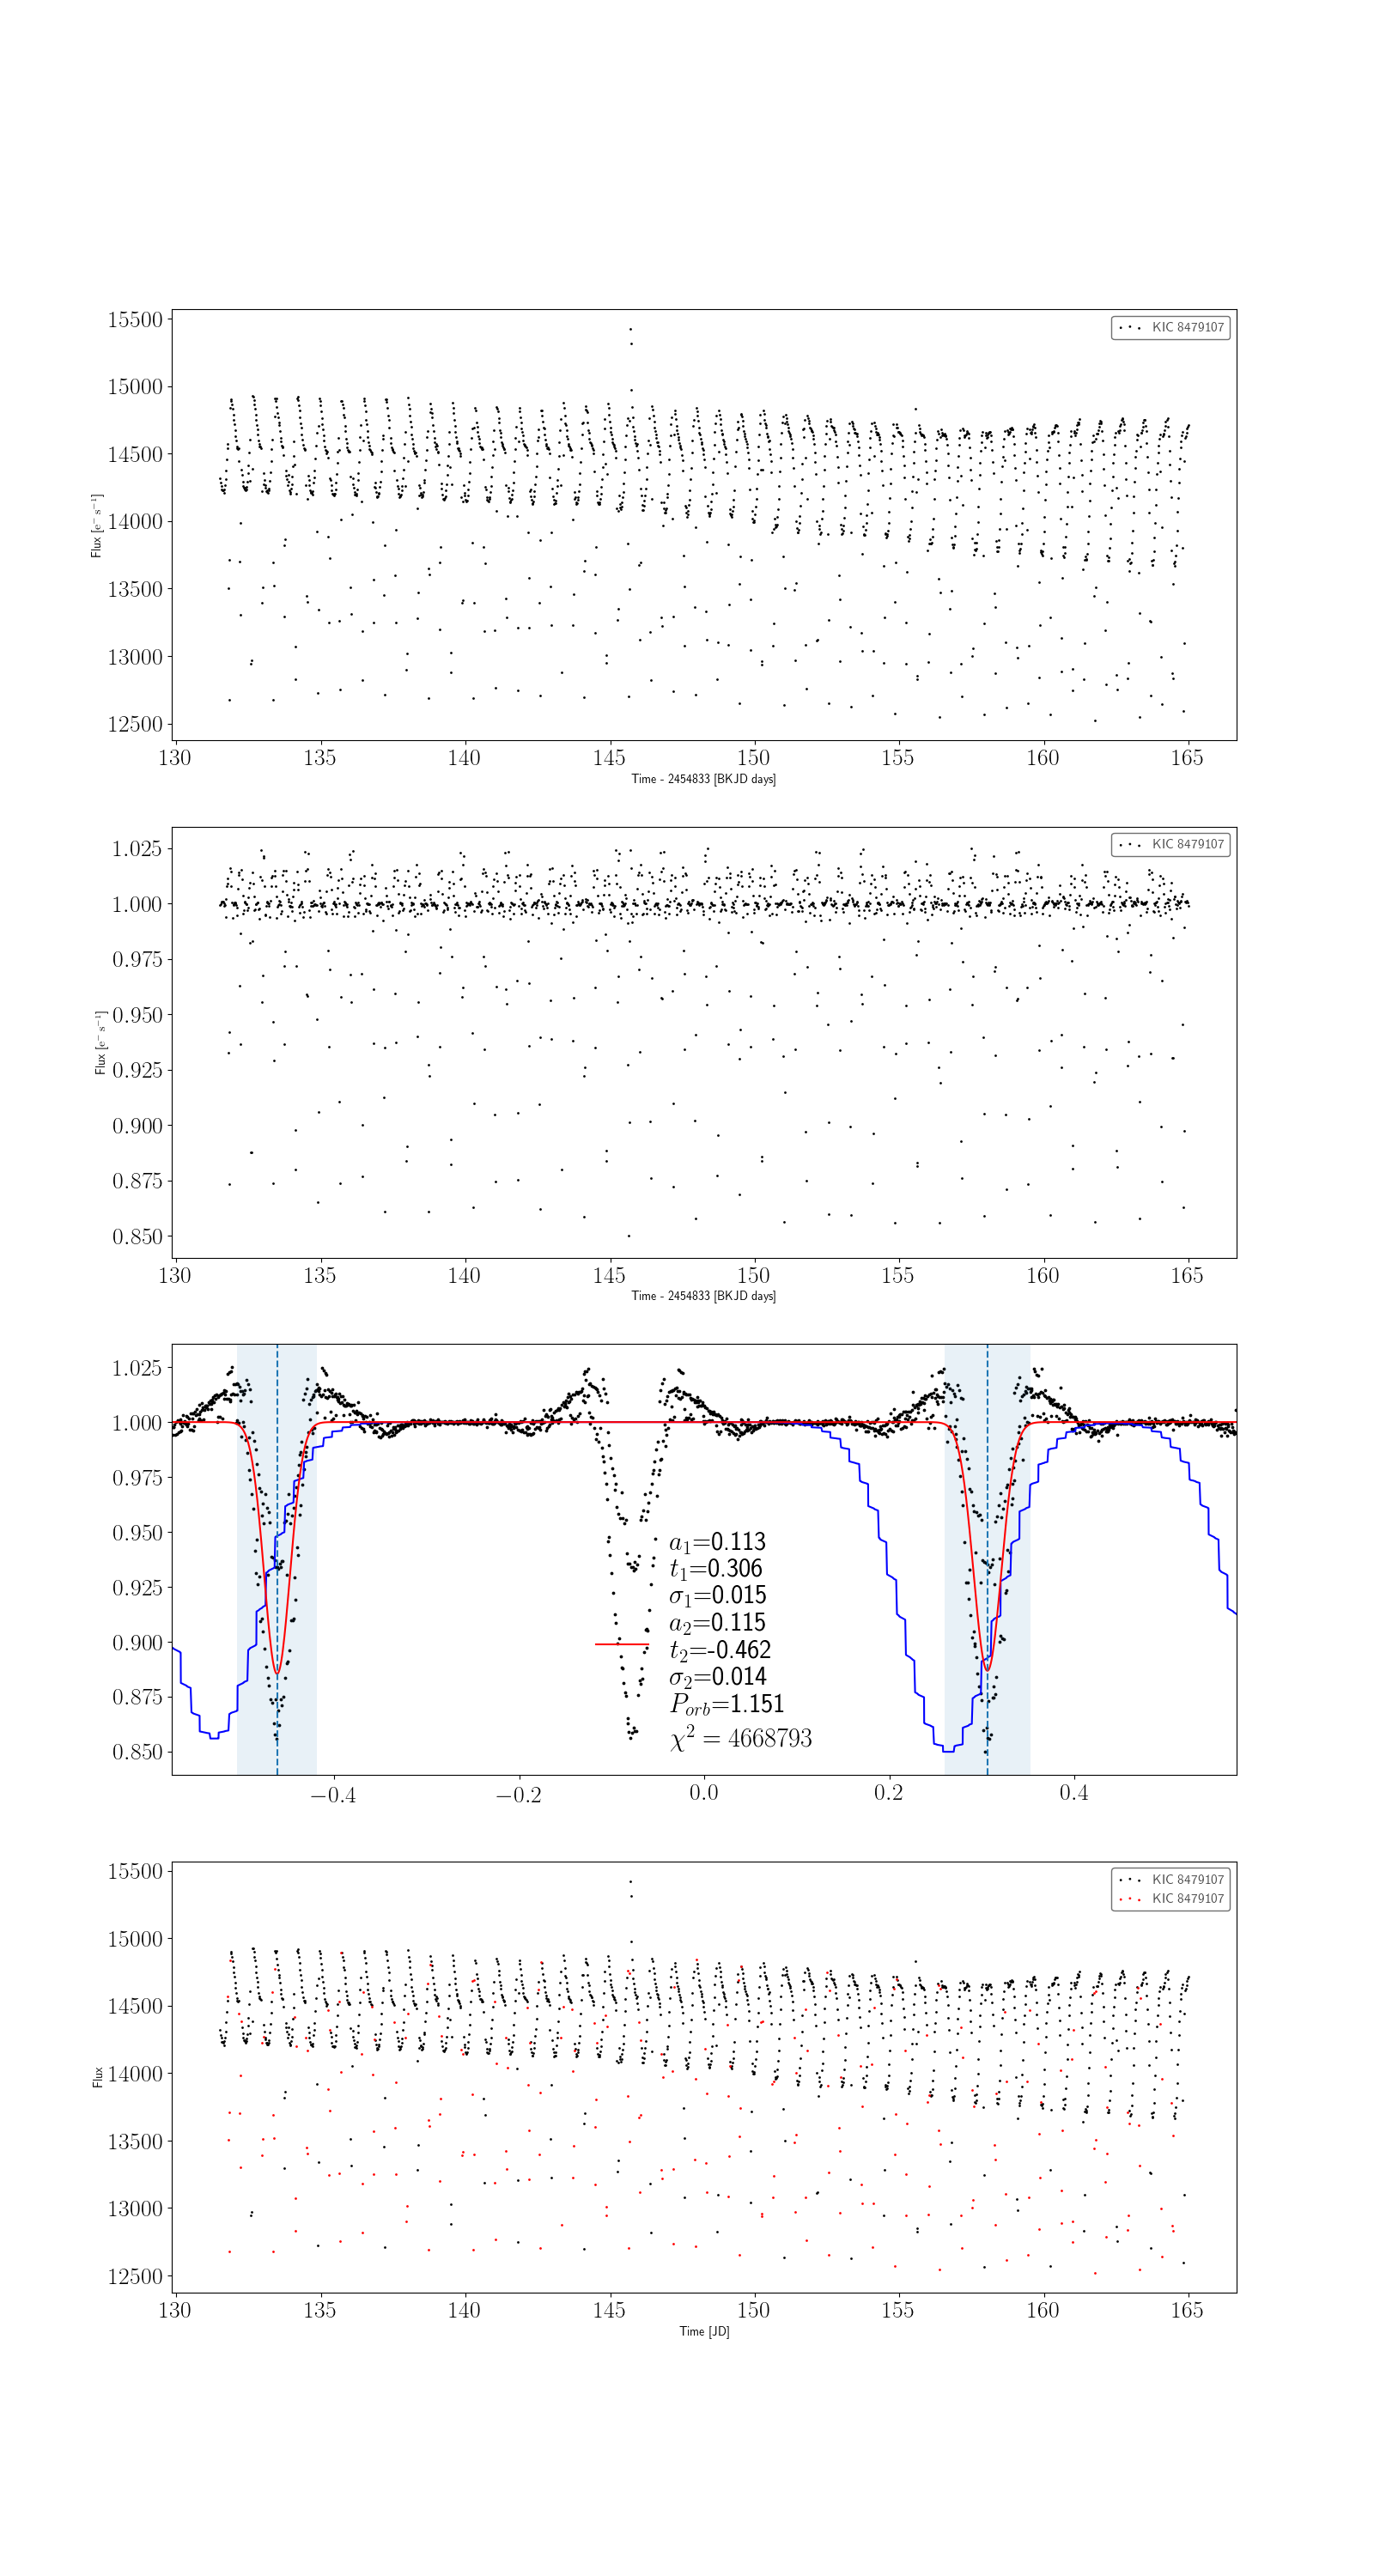 15500
15000
14500
14000
13500
13000
12500
Flux [e⁻ s⁻¹]
KIC 8479107
130 135 140 145 150 155 160 165
Time - 2454833 [BKJD days]
1.025
1.000
0.975
0.950
0.925
0.900
0.875
0.850
Flux [e⁻ s⁻¹]
KIC 8479107
130 135 140 145 150 155 160 165
Time - 2454833 [BKJD days]
1.025
1.000
0.975
0.950
0.925
0.900
0.875
0.850
a₁=0.113
t₁=0.306
σ₁=0.015
a₂=0.115
t₂=-0.462
σ₂=0.014
P_orb=1.151
χ² = 4668793
−0.4 −0.2 0.0 0.2 0.4
15500
15000
14500
14000
13500
13000
12500
Flux
KIC 8479107
KIC 8479107
130 135 140 145 150 155 160 165
Time [JD]